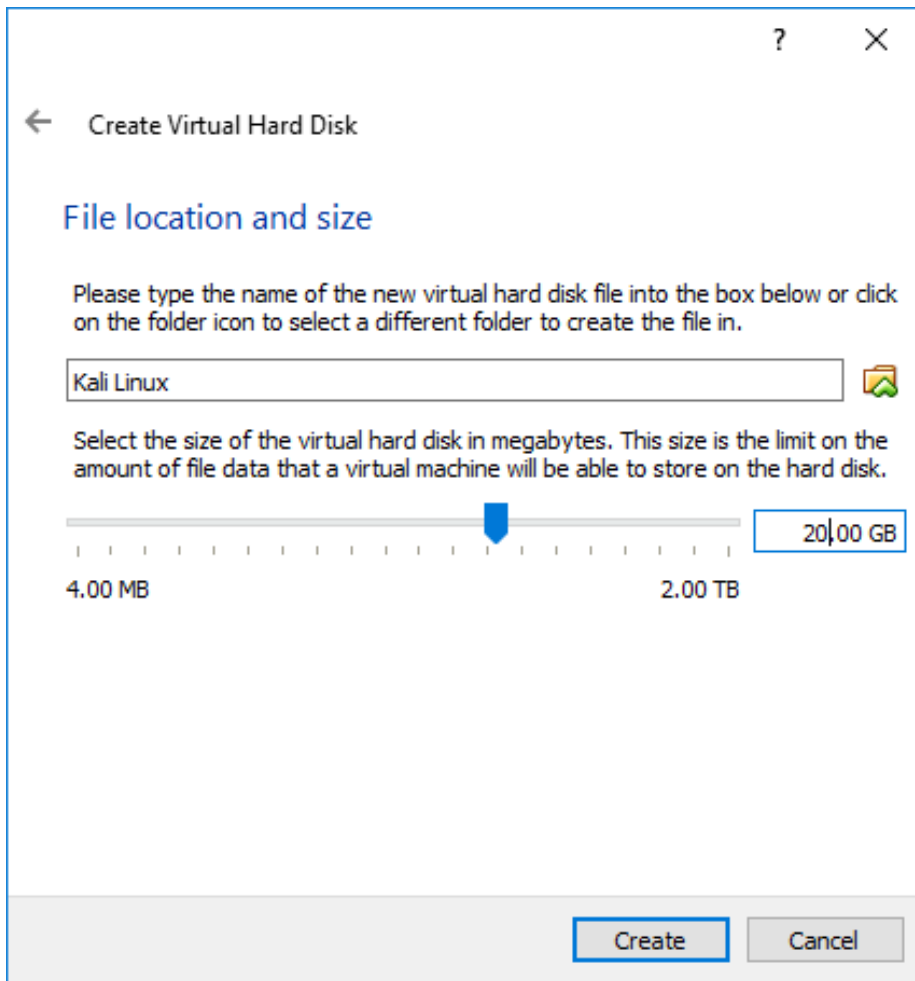 ?
Create Virtual Hard Disk
File location and size
Please type the name of the new virtual hard disk file into the box below or click
on the folder icon to select a different folder to create the file in.
Kali Linux
Select the size of the virtual hard disk in megabytes. This size is the limit on the
amount of file data that a virtual machine will be able to store on the hard disk.
20.00 GB
4.00 MB 2.00 TB
Create Cancel